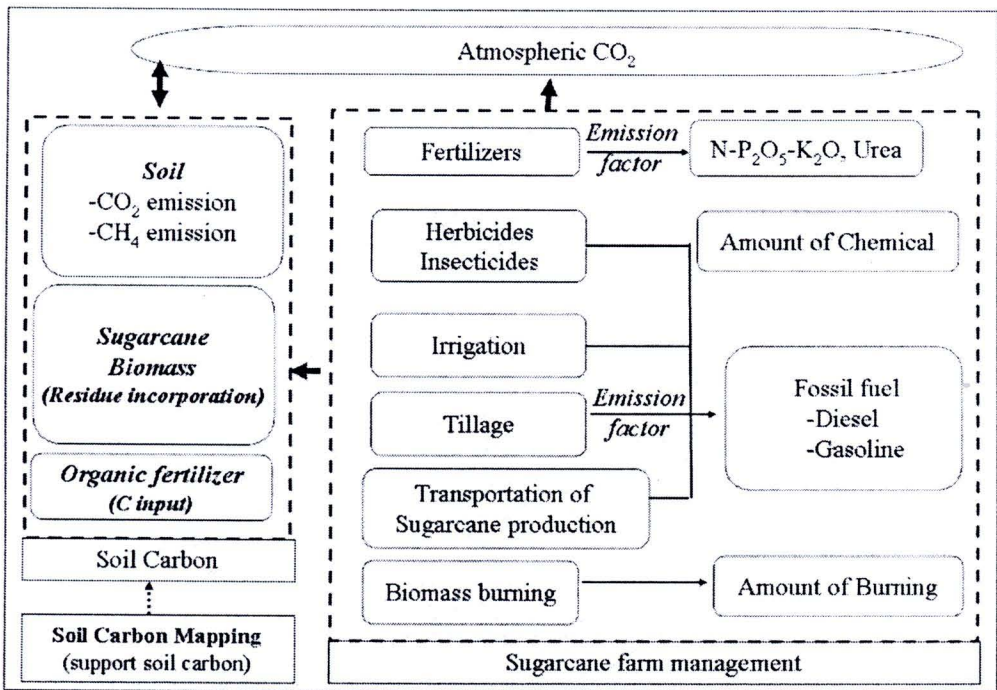 Atmospheric CO₂
Soil
-CO₂ emission
-CH₄ emission
Sugarcane
Biomass
(Residue incorporation)
Organic fertilizer
(C input)
Soil Carbon
Soil Carbon Mapping
(support soil carbon)
Fertilizers
Emission
factor
N-P₂O₅-K₂O, Urea
Herbicides
Insecticides
Amount of Chemical
Irrigation
Tillage
Emission
factor
Fossil fuel
-Diesel
-Gasoline
Transportation of
Sugarcane production
Biomass burning
Amount of Burning
Sugarcane farm management